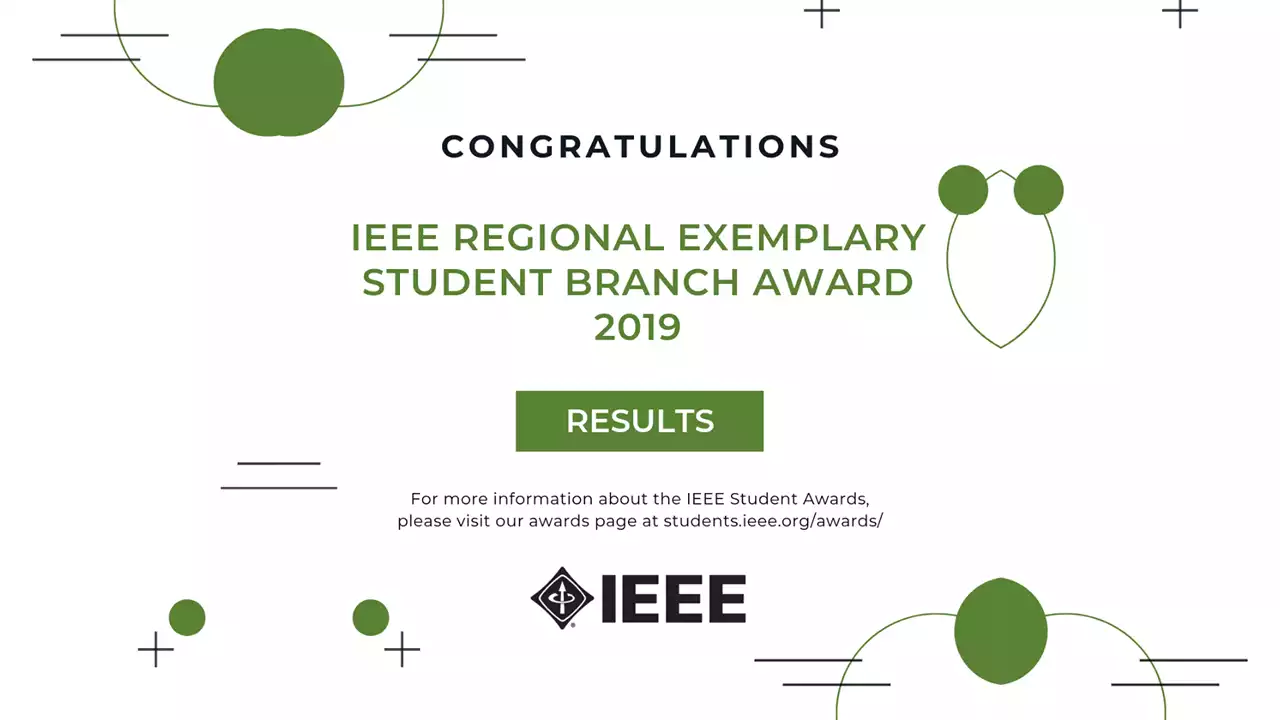 CONGRATULATIONS
IEEE REGIONAL EXEMPLARY
STUDENT BRANCH AWARD
2019
RESULTS
For more information about the IEEE Student Awards,
please visit our awards page at students.ieee.org/awards/
IEEE